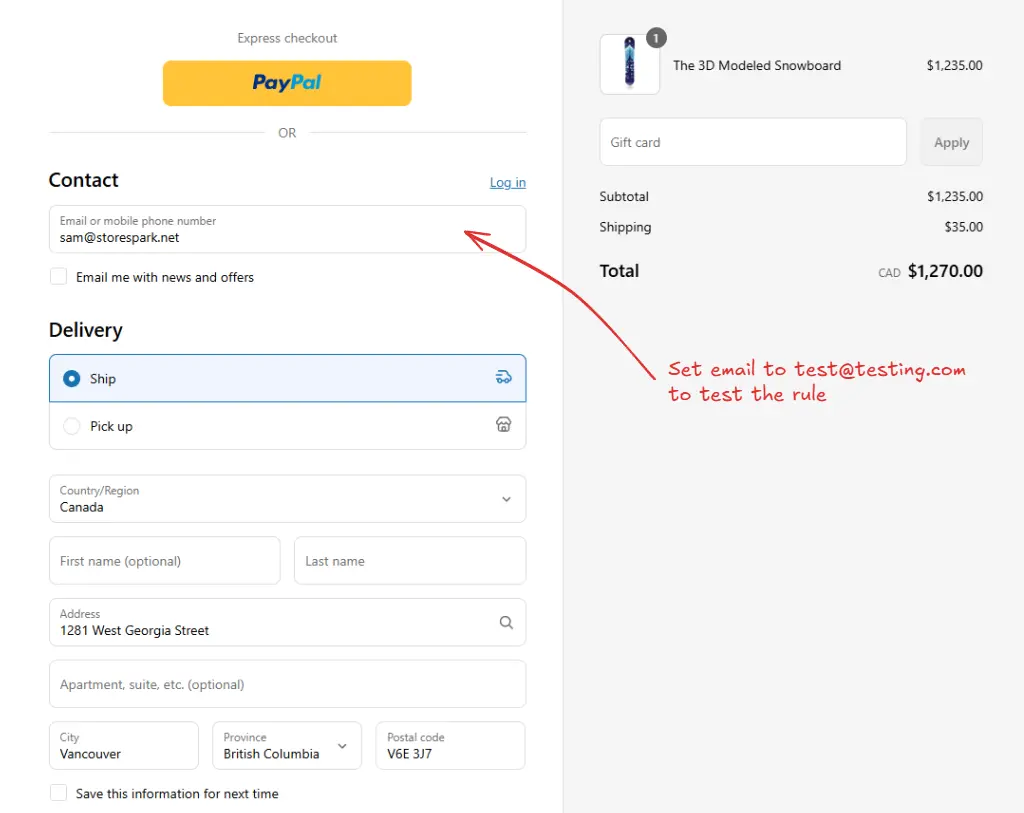 Express checkout
PayPal
OR
Contact
Log in
Email or mobile phone number
sam@storespark.net
Email me with news and offers
Delivery
Ship
Pick up
Country/Region
Canada
First name (optional)
Last name
Address
1281 West Georgia Street
Apartment, suite, etc. (optional)
City
Vancouver
Province
British Columbia
Postal code
V6E 3J7
Save this information for next time
1
The 3D Modeled Snowboard $1,235.00
Gift card
Apply
Subtotal $1,235.00
Shipping $35.00
Total CAD $1,270.00
Set email to test@testing.com
to test the rule